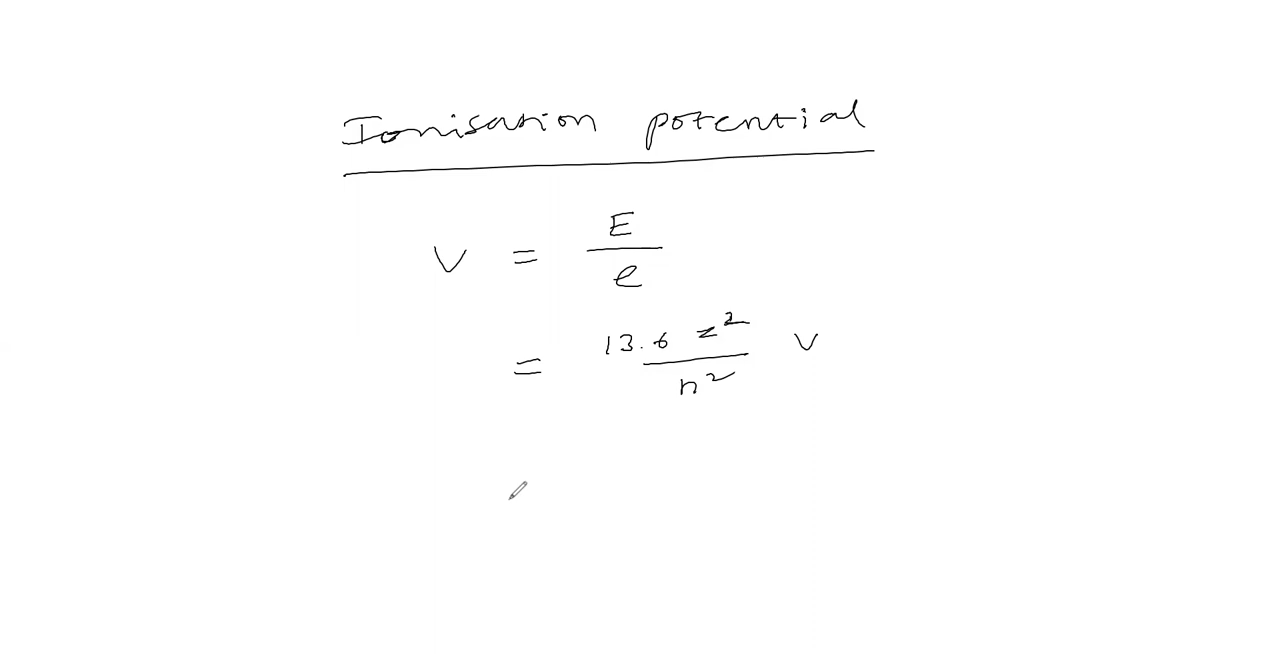 Ionisation potential
V = E/e
= 13.6 z²/n² V